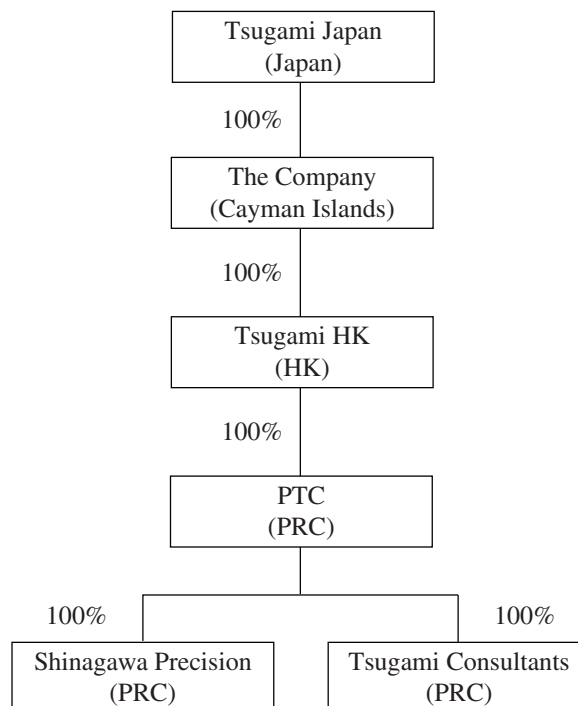 Tsugami Japan
(Japan)
100%
The Company
(Cayman Islands)
100%
Tsugami HK
(HK)
100%
PTC
(PRC)
100%
100%
Shinagawa Precision
(PRC)
Tsugami Consultants
(PRC)